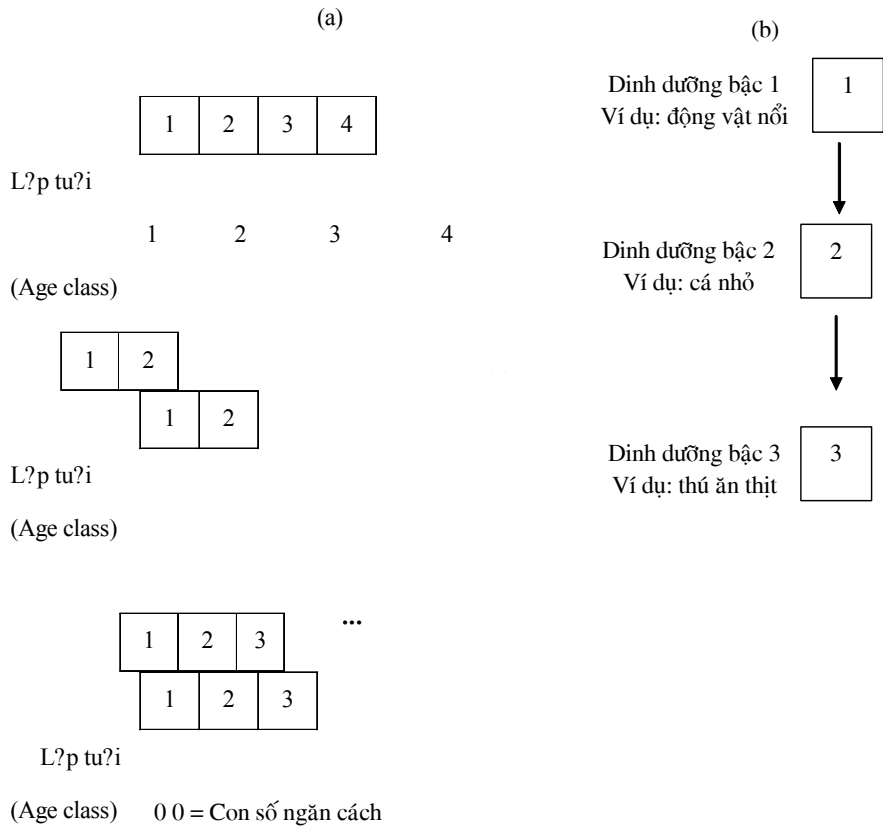 (a)
1 2 3 4
L?p tu?i
1 2 3 4
(Age class)
1 2
1 2
L?p tu?i
(Age class)
1 2 3 ...
1 2 3
L?p tu?i
(Age class) 0 0 = Con số ngăn cách
(b)
Dinh dưỡng bậc 1 1
Ví dụ: động vật nổi
Dinh dưỡng bậc 2 2
Ví dụ: cá nhỏ
Dinh dưỡng bậc 3 3
Ví dụ: thú ăn thịt